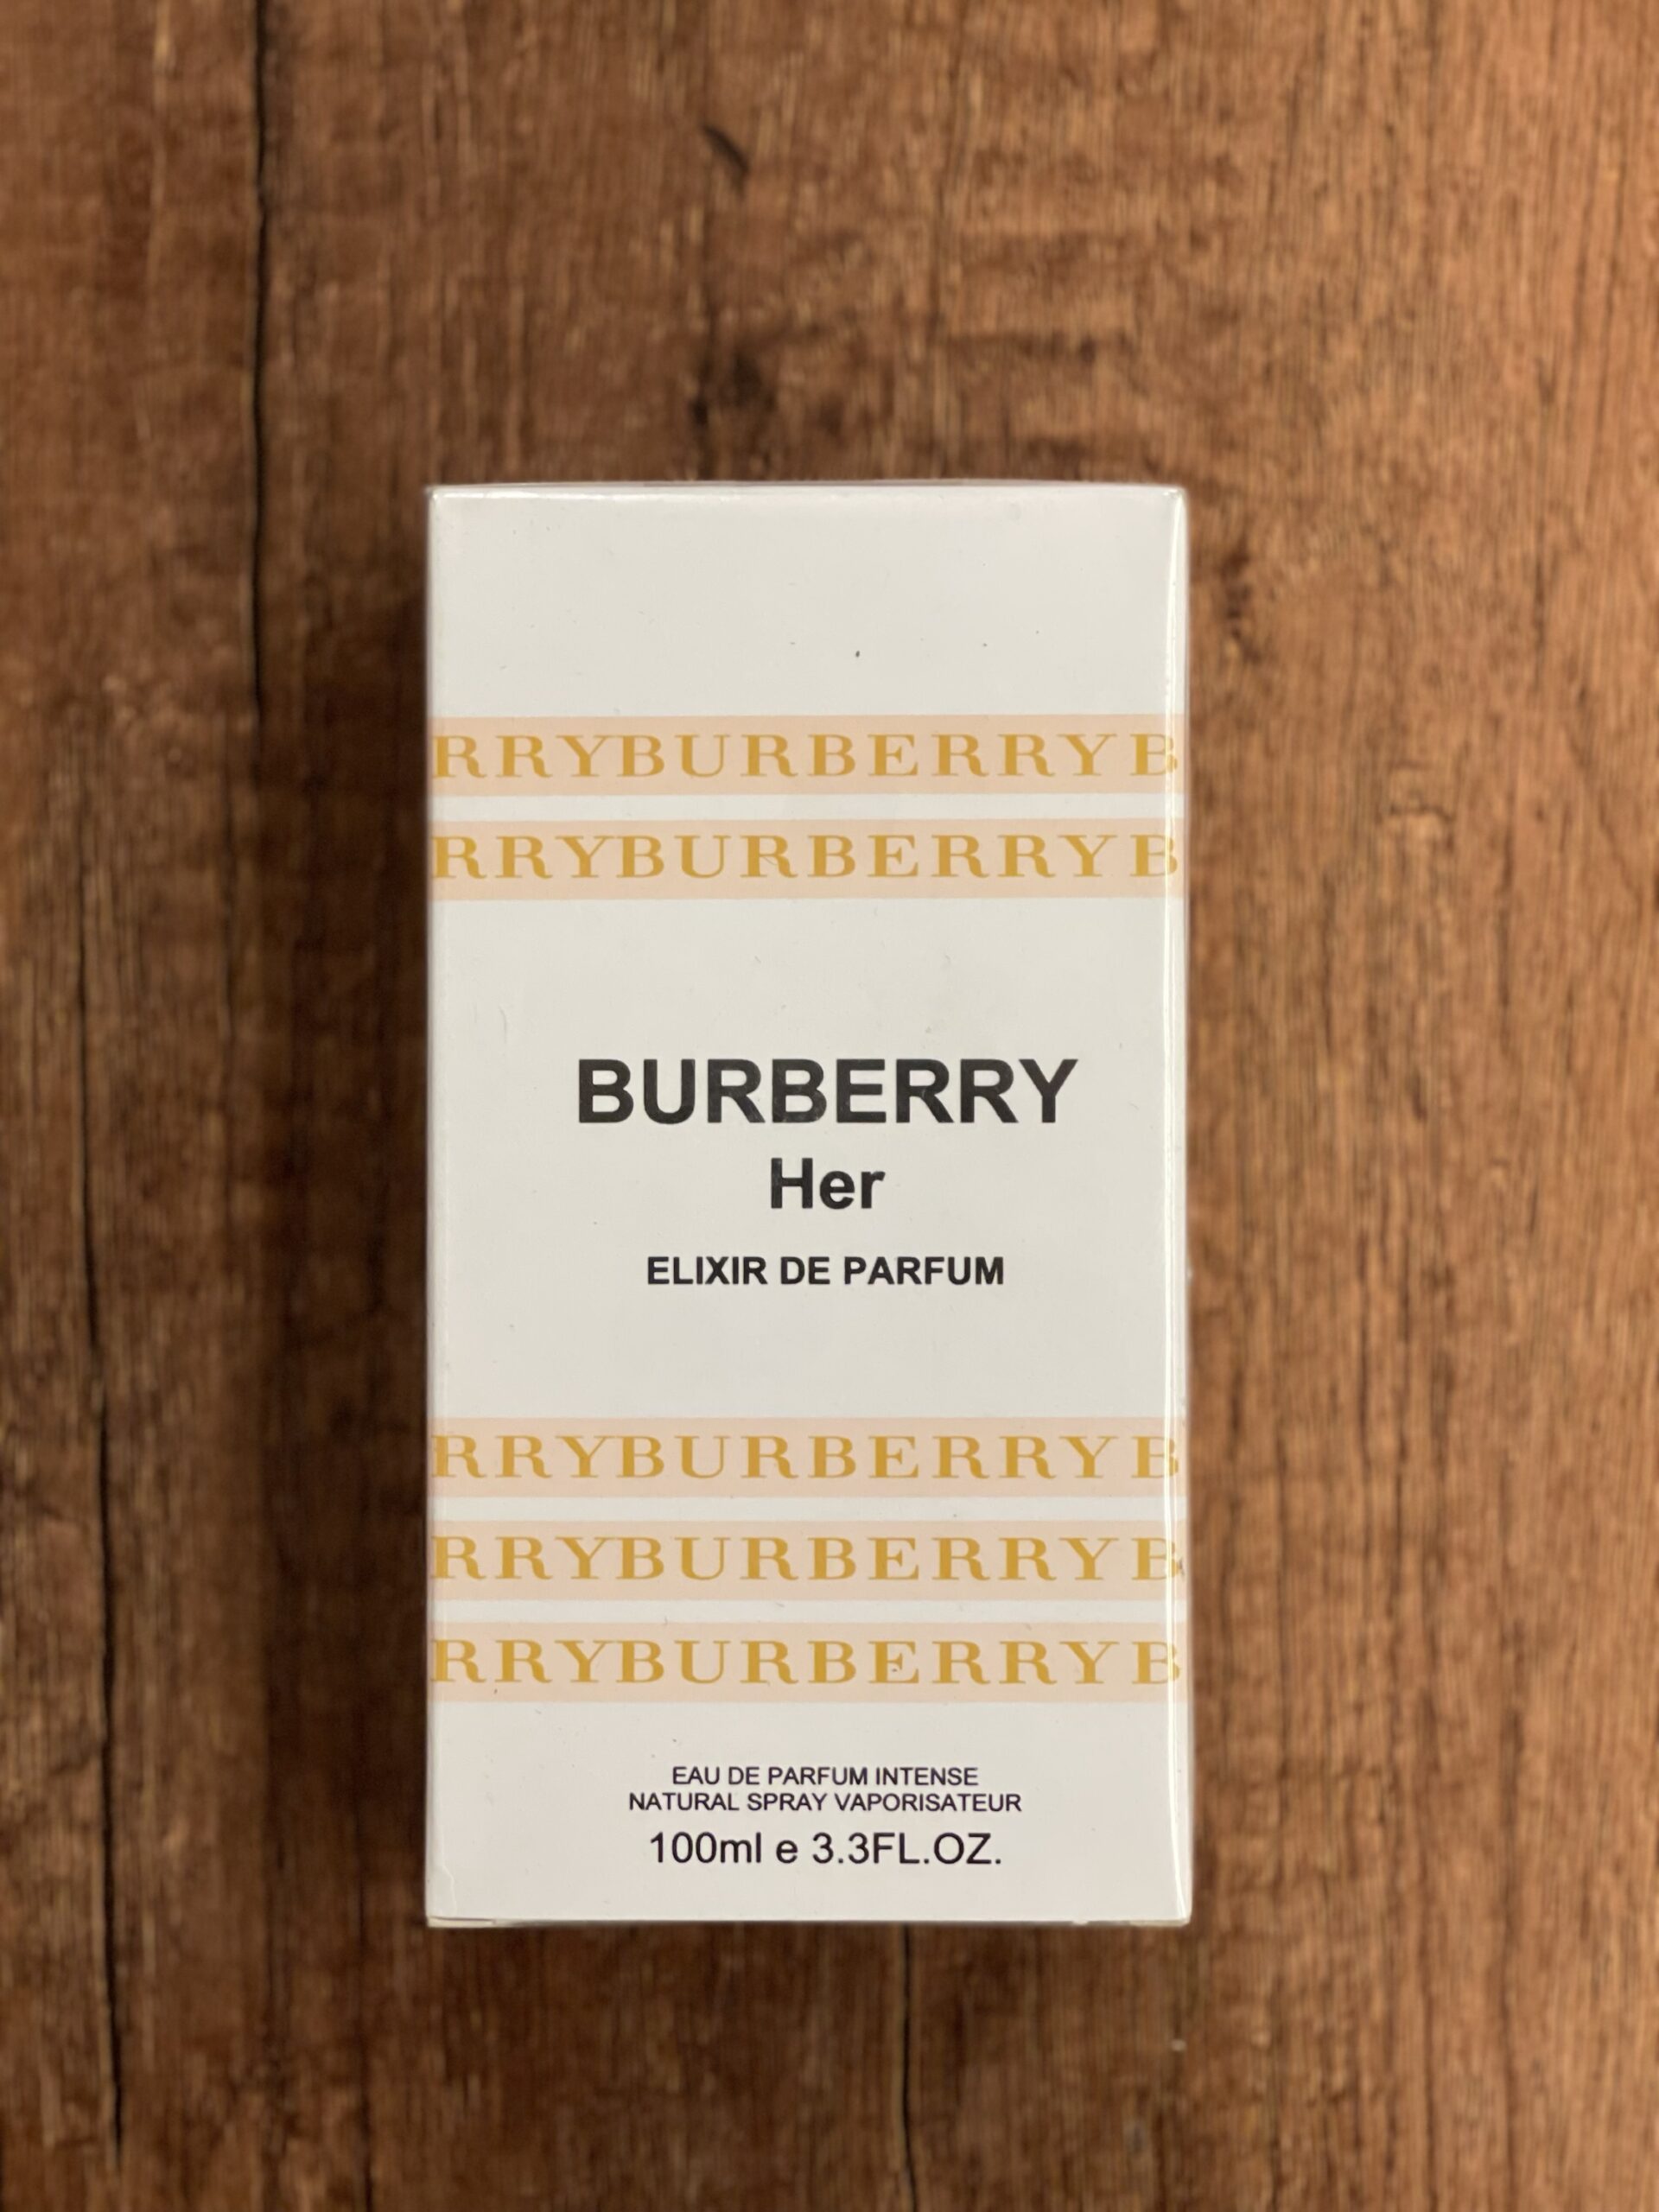 RRYBURBERRYB
RRYBURBERRYB
BURBERRY
Her
ELIXIR DE PARFUM
RRYBURBERRYB
RRYBURBERRYB
RRYBURBERRYB
EAU DE PARFUM INTENSE
NATURAL SPRAY VAPORISATEUR
100ml e 3.3FL.OZ.